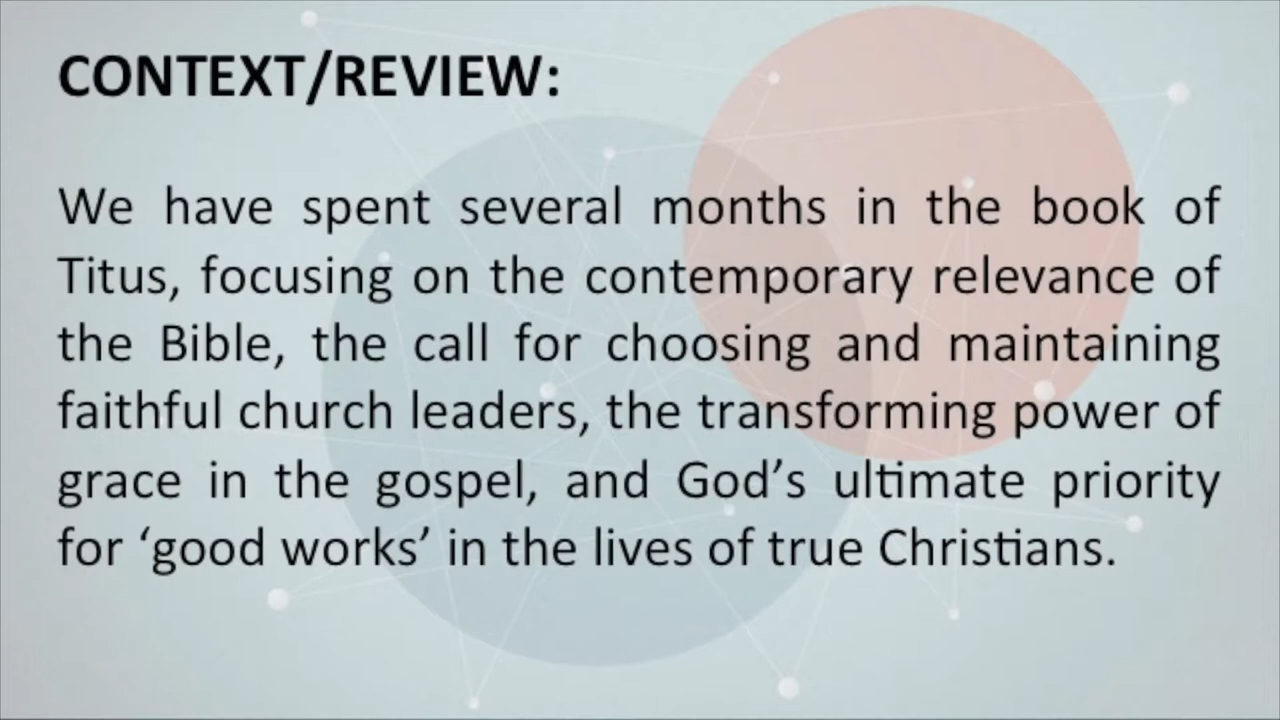 CONTEXT/REVIEW:
We have spent several months in the book of
Titus, focusing on the contemporary relevance of
the Bible, the call for choosing and maintaining
faithful church leaders, the transforming power of
grace in the gospel, and God’s ultimate priority
for ‘good works’ in the lives of true Christians.